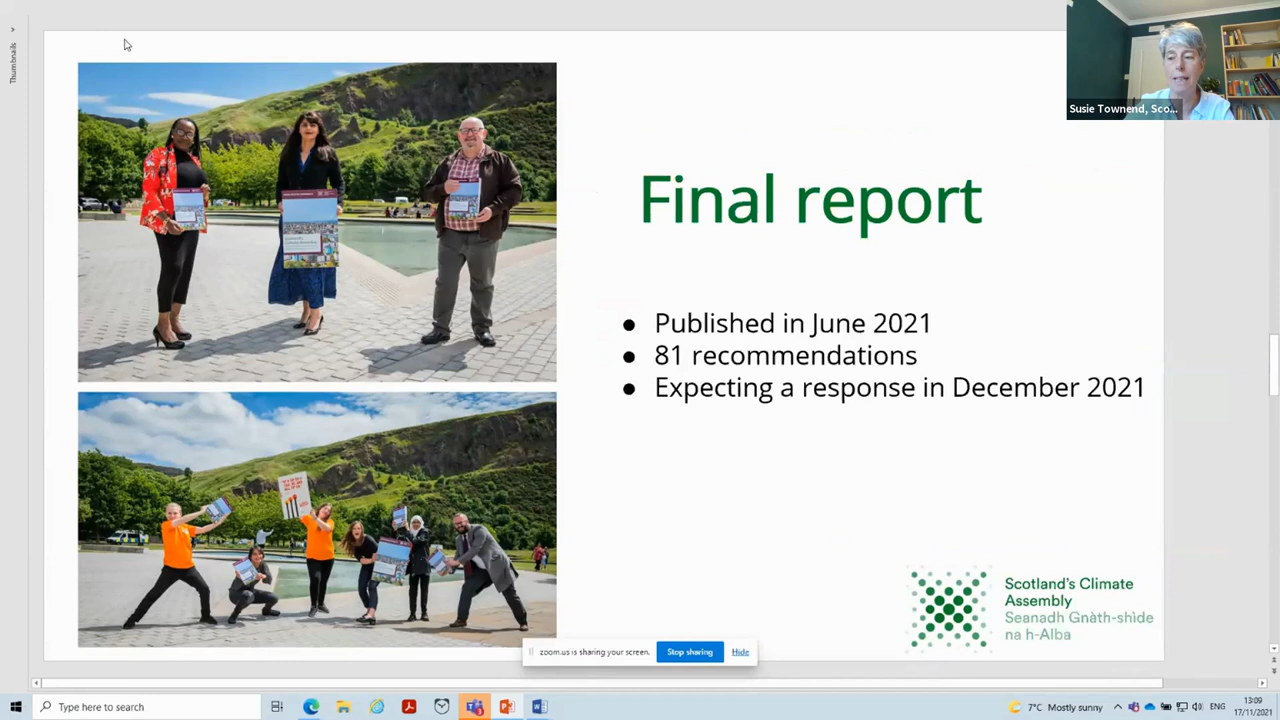 Thumbnails
Susie Townend, Sco...
Final report
● Published in June 2021
● 81 recommendations
● Expecting a response in December 2021
Scotland's Climate
Assembly
Seanadh Gnàth-shìde
na h-Alba
zoom.us is sharing your screen.
Stop sharing
Hide
Type here to search
7°C Mostly sunny
ENG
13:09
17/11/2021